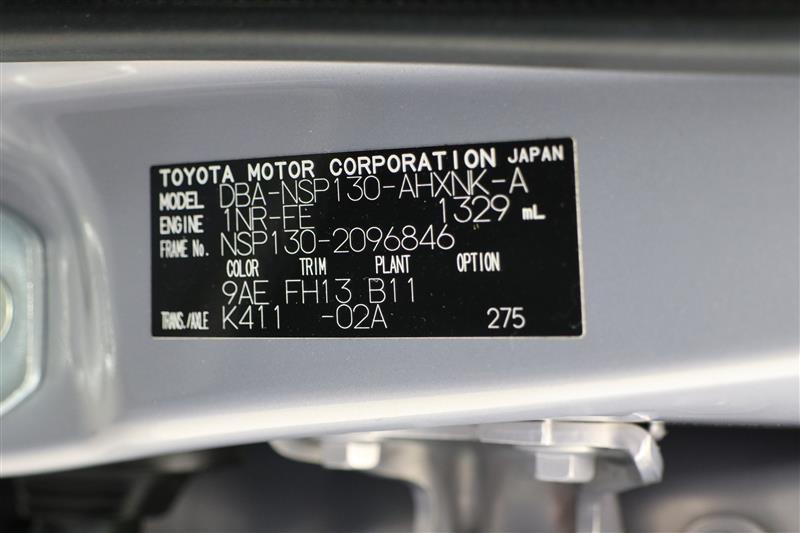 TOYOTA MOTOR CORPORATION JAPAN
MODEL DBA-NSP130-AHXNK-A
ENGINE 1NR-FE 1329 mL
FRAME No. NSP130-2096846
COLOR TRIM PLANT OPTION
9AE FH13 B11
TRANS./AXLE K411 -02A 275